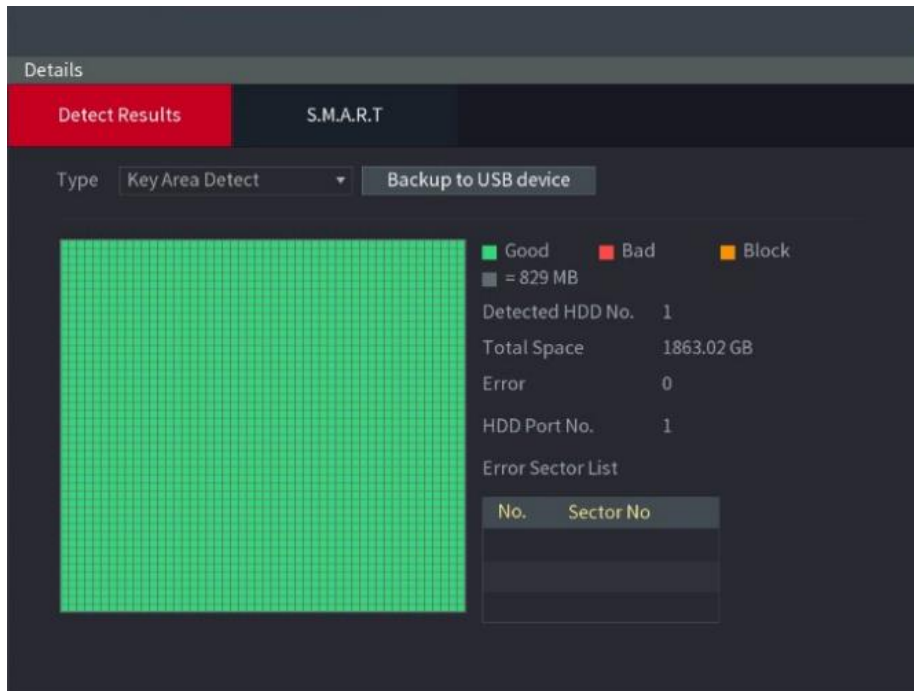 Details
Detect Results S.M.A.R.T
Type Key Area Detect Backup to USB device
Good Bad Block
= 829 MB
Detected HDD No. 1
Total Space 1863.02 GB
Error 0
HDD Port No. 1
Error Sector List
No. Sector No